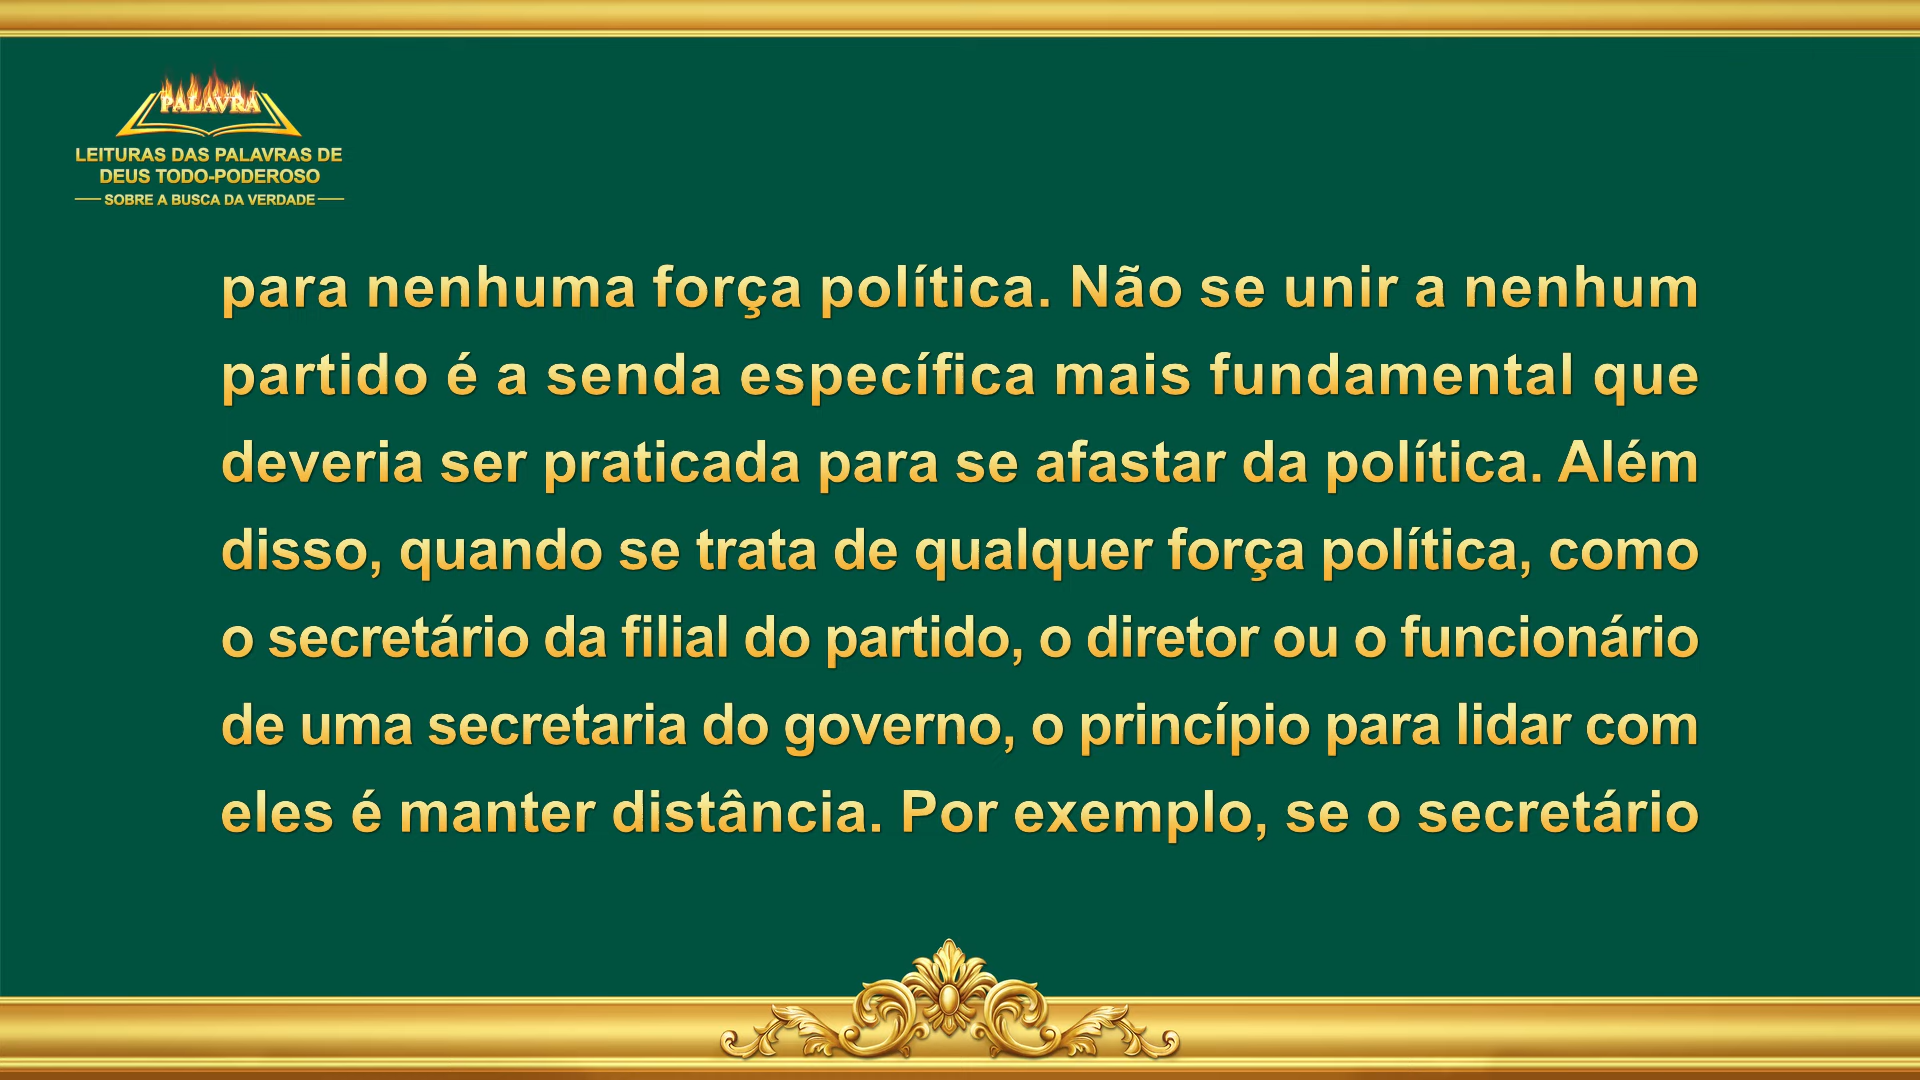 PALAVRA
LEITURAS DAS PALAVRAS DE
DEUS TODO-PODEROSO
SOBRE A BUSCA DA VERDADE
para nenhuma força política. Não se unir a nenhum
partido é a senda específica mais fundamental que
deveria ser praticada para se afastar da política. Além
disso, quando se trata de qualquer força política, como
o secretário da filial do partido, o diretor ou o funcionário
de uma secretaria do governo, o princípio para lidar com
eles é manter distância. Por exemplo, se o secretário